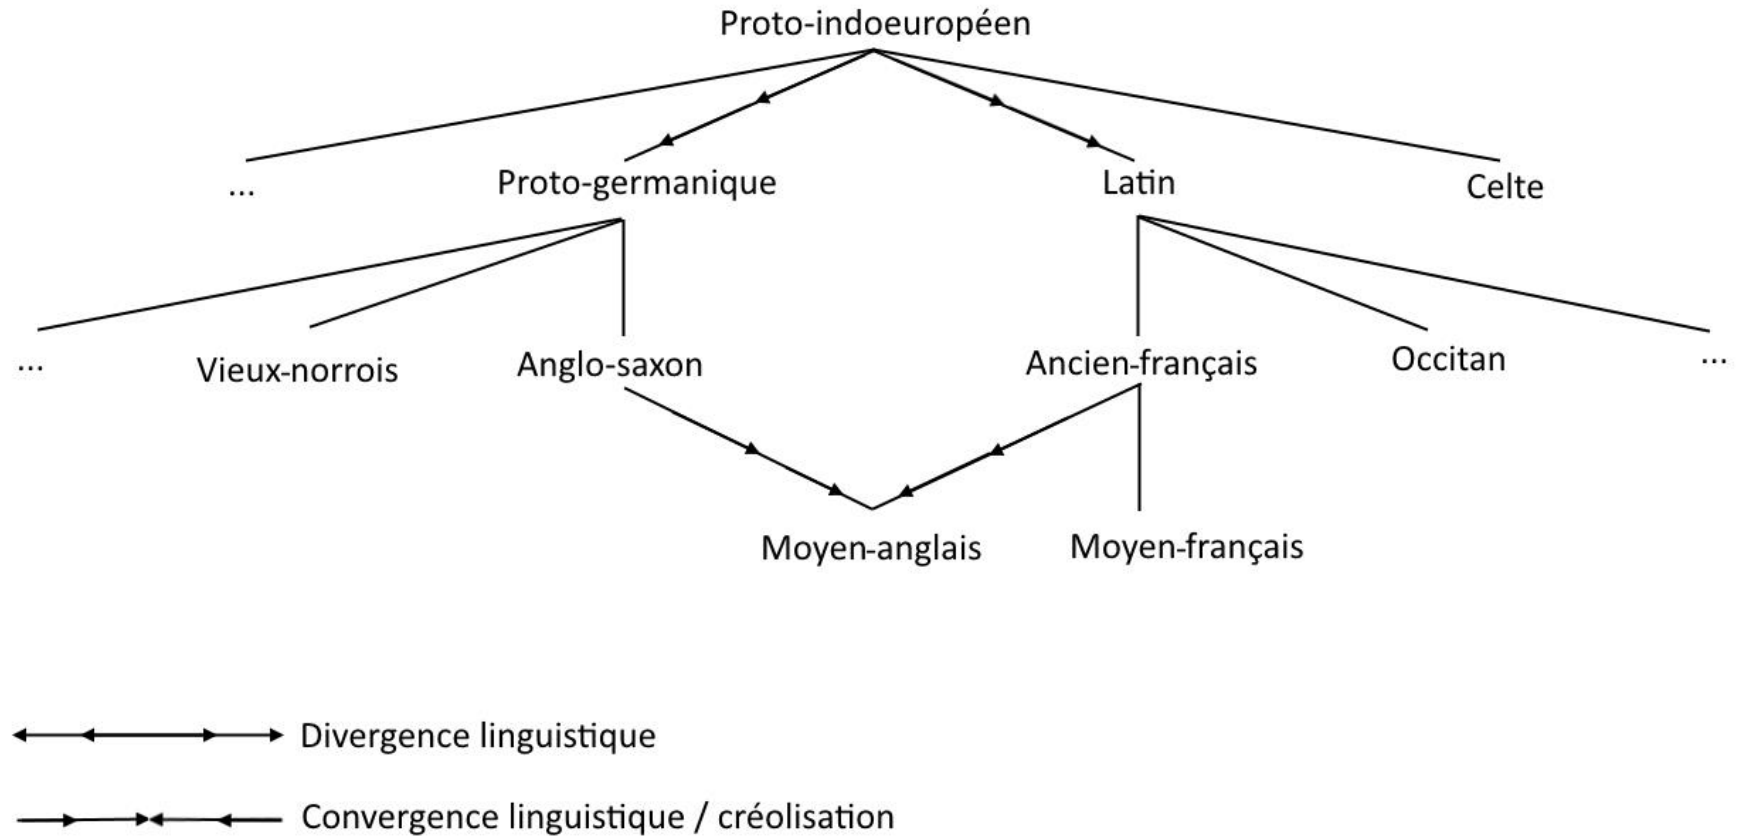 Proto-indoeuropéen
...
Proto-germanique
Latin
Celte
...
Vieux-norrois
Anglo-saxon
Ancien-français
Occitan
...
Moyen-anglais
Moyen-français
Divergence linguistique
Convergence linguistique / créolisation